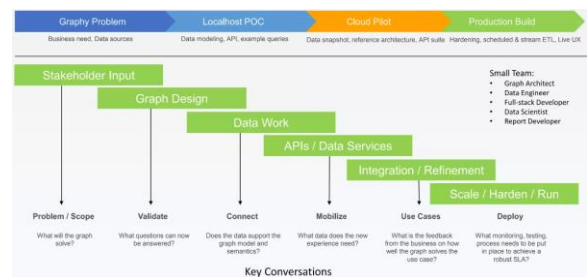 Graphy Problem
Localhost POC
Cloud Pilot
Production Build
Business need, Data sources
Data modeling, API, example queries
Data snapshot, reference architecture, API suite
Hardening, scheduled & stream ETL, Live UX
Stakeholder Input
Graph Design
Data Work
APIs / Data Services
Integration / Refinement
Scale / Harden / Run
Small Team:
• Graph Architect
• Data Engineer
• Full-stack Developer
• Data Scientist
• Report Developer
Problem / Scope
What will the graph
solve?
Validate
What questions can now
be answered?
Connect
Does the data support the
graph model and
semantics?
Mobilize
What data does the new
experience need?
Use Cases
What is the feedback
from the business on how
well the graph solves the
use case?
Deploy
What monitoring, testing,
process needs to be put
in place to achieve a
robust SLA?
Key Conversations